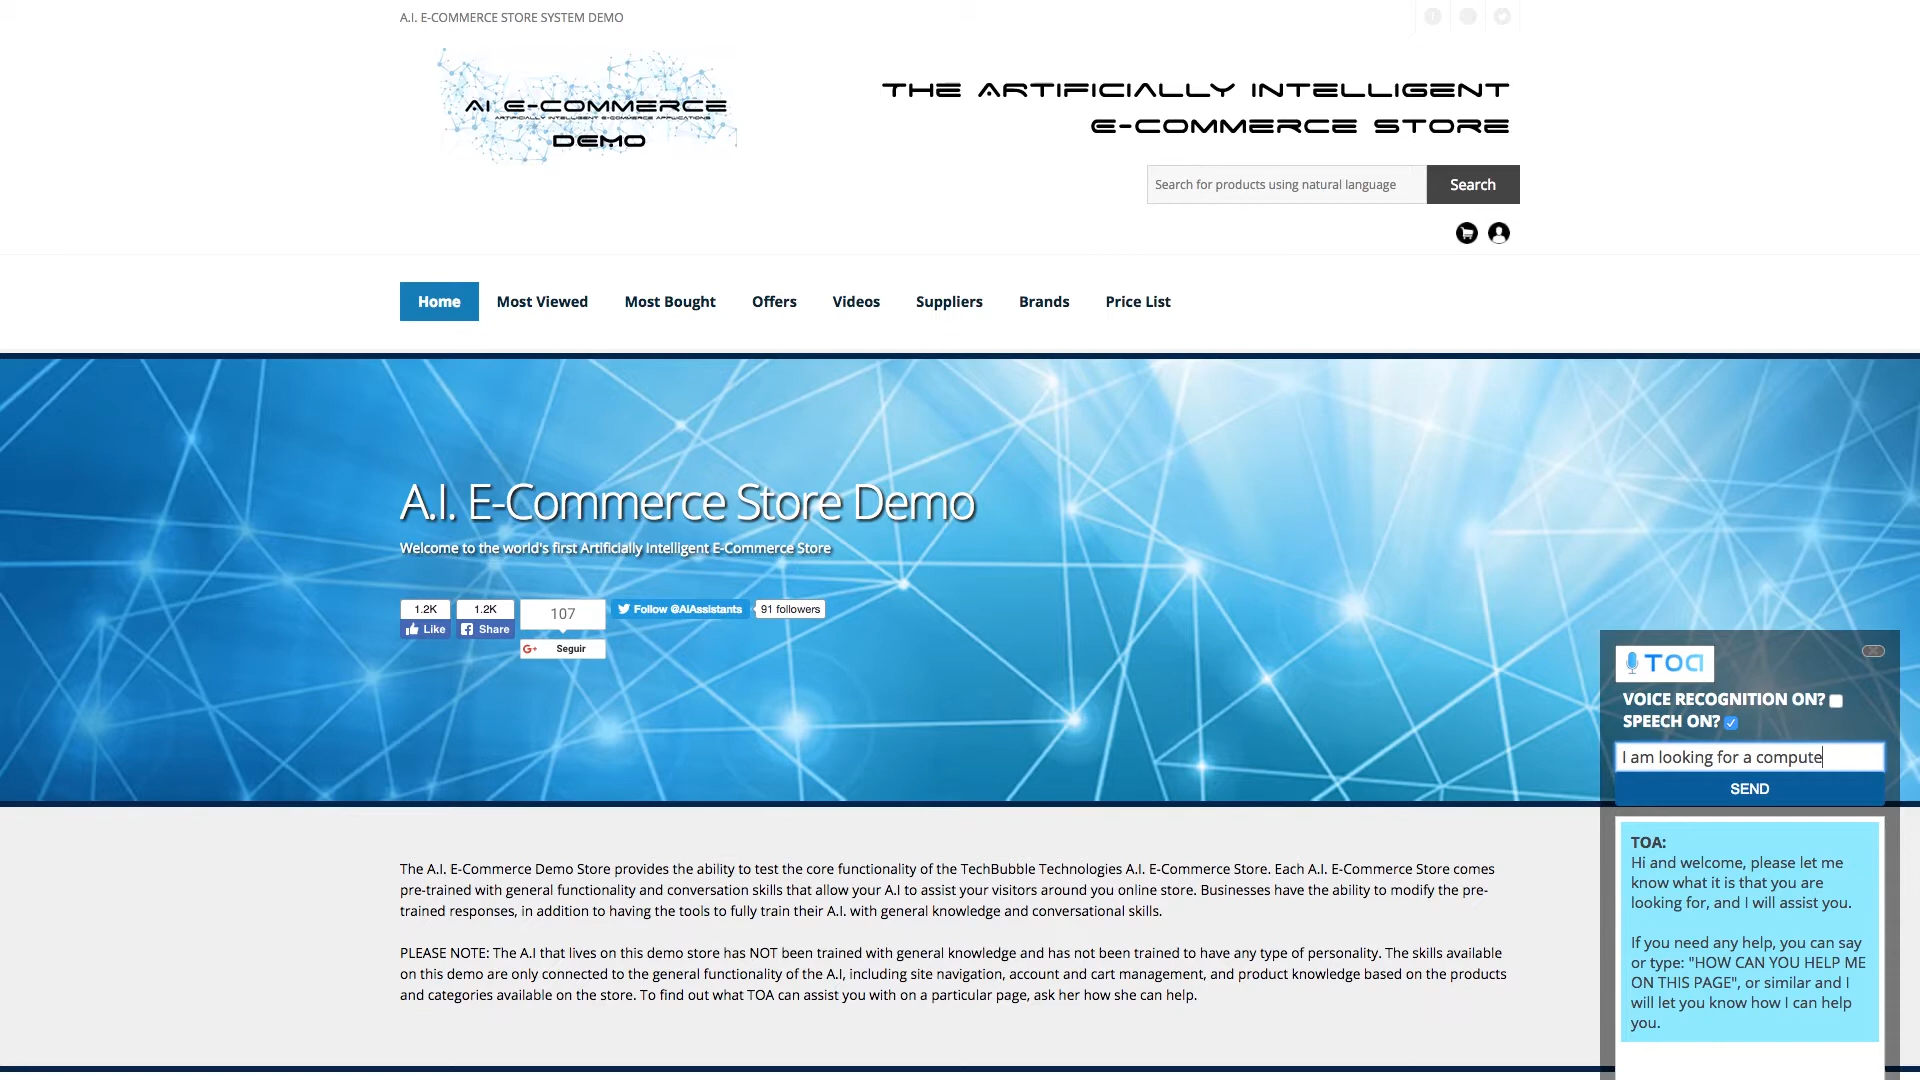 A.I. E-COMMERCE STORE SYSTEM DEMO
AI E-COMMERCE
ARTIFICIALLY INTELLIGENT E-COMMERCE APPLICATIONS
DEMO
THE ARTIFICIALLY INTELLIGENT
E-COMMERCE STORE
Search for products using natural language
Search
Home Most Viewed Most Bought Offers Videos Suppliers Brands Price List
A.I. E-Commerce Store Demo
Welcome to the world's first Artificially Intelligent E-Commerce Store
1.2K 1.2K 107 Follow @AiAssistants 91 followers
Like Share
G+ Seguir
The A.I. E-Commerce Demo Store provides the ability to test the core functionality of the TechBubble Technologies A.I. E-Commerce Store. Each A.I. E-Commerce Store comes
pre-trained with general functionality and conversation skills that allow your A.I to assist your visitors around you online store. Businesses have the ability to modify the pre-
trained responses, in addition to having the tools to fully train their A.I. with general knowledge and conversational skills.
PLEASE NOTE: The A.I that lives on this demo store has NOT been trained with general knowledge and has not been trained to have any type of personality. The skills available
on this demo are only connected to the general functionality of the A.I, including site navigation, account and cart management, and product knowledge based on the products
and categories available on the store. To find out what TOA can assist you with on a particular page, ask her how she can help.
TOA
VOICE RECOGNITION ON?
SPEECH ON?
I am looking for a compute
SEND
TOA:
Hi and welcome, please let me
know what it is that you are
looking for, and I will assist you.
If you need any help, you can say
or type: "HOW CAN YOU HELP ME
ON THIS PAGE", or similar and I
will let you know how I can help
you.